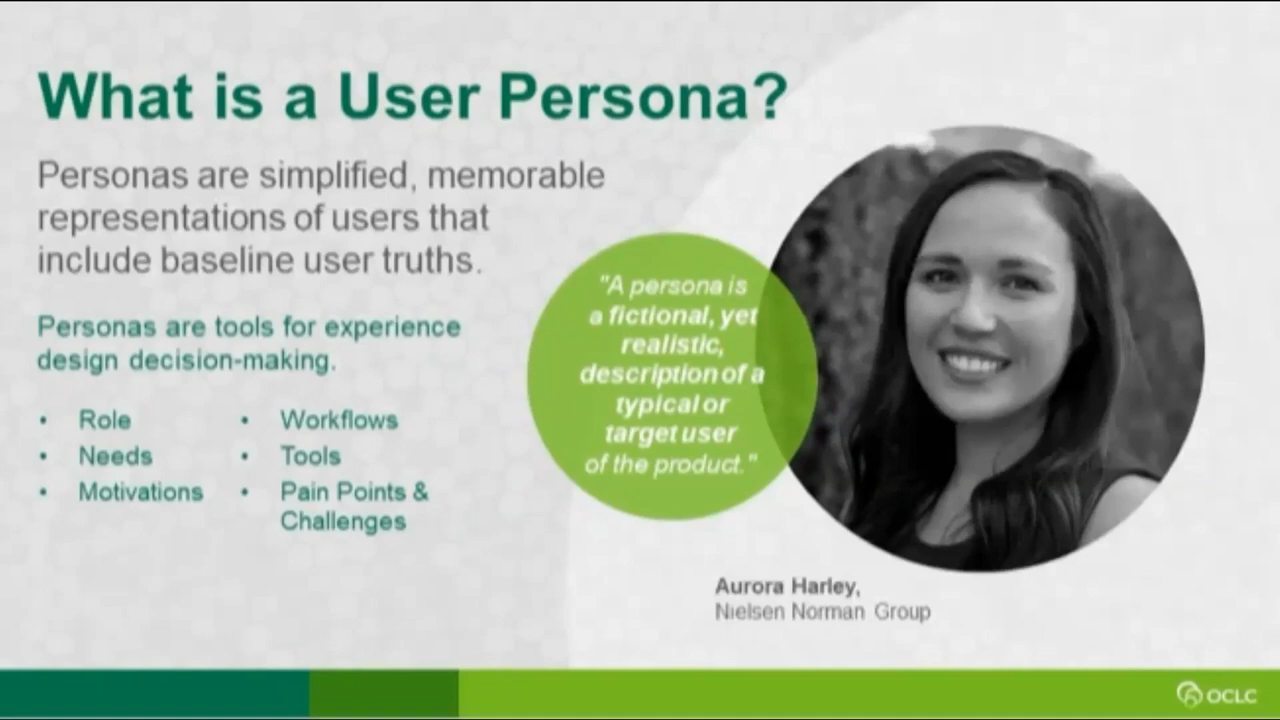 What is a User Persona?
Personas are simplified, memorable
representations of users that
include baseline user truths.
Personas are tools for experience
design decision-making.
• Role
• Needs
• Motivations
• Workflows
• Tools
• Pain Points &
Challenges
"A persona is
a fictional, yet
realistic,
description of a
typical or
target user
of the product."
Aurora Harley,
Nielsen Norman Group
OCLC